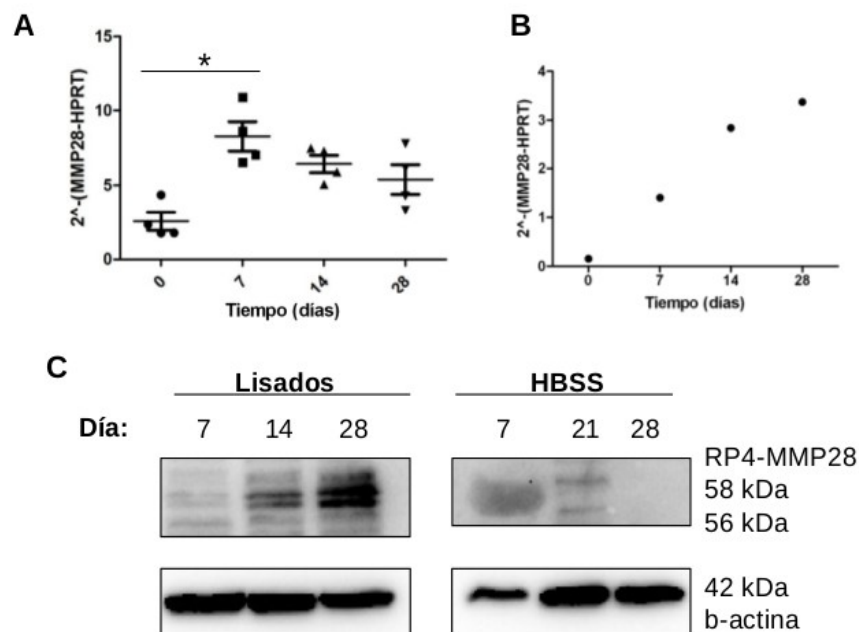 A
2^-(MMP28-HPRT)
15
10
5
0
*
0
7
14
28
Tiempo (días)
B
2^-(MMP28-HPRT)
4
3
2
1
0
0
7
14
28
Tiempo (días)
C
Lisados
HBSS
Día:
7
14
28
7
21
28
RP4-MMP28
58 kDa
56 kDa
42 kDa
b-actina